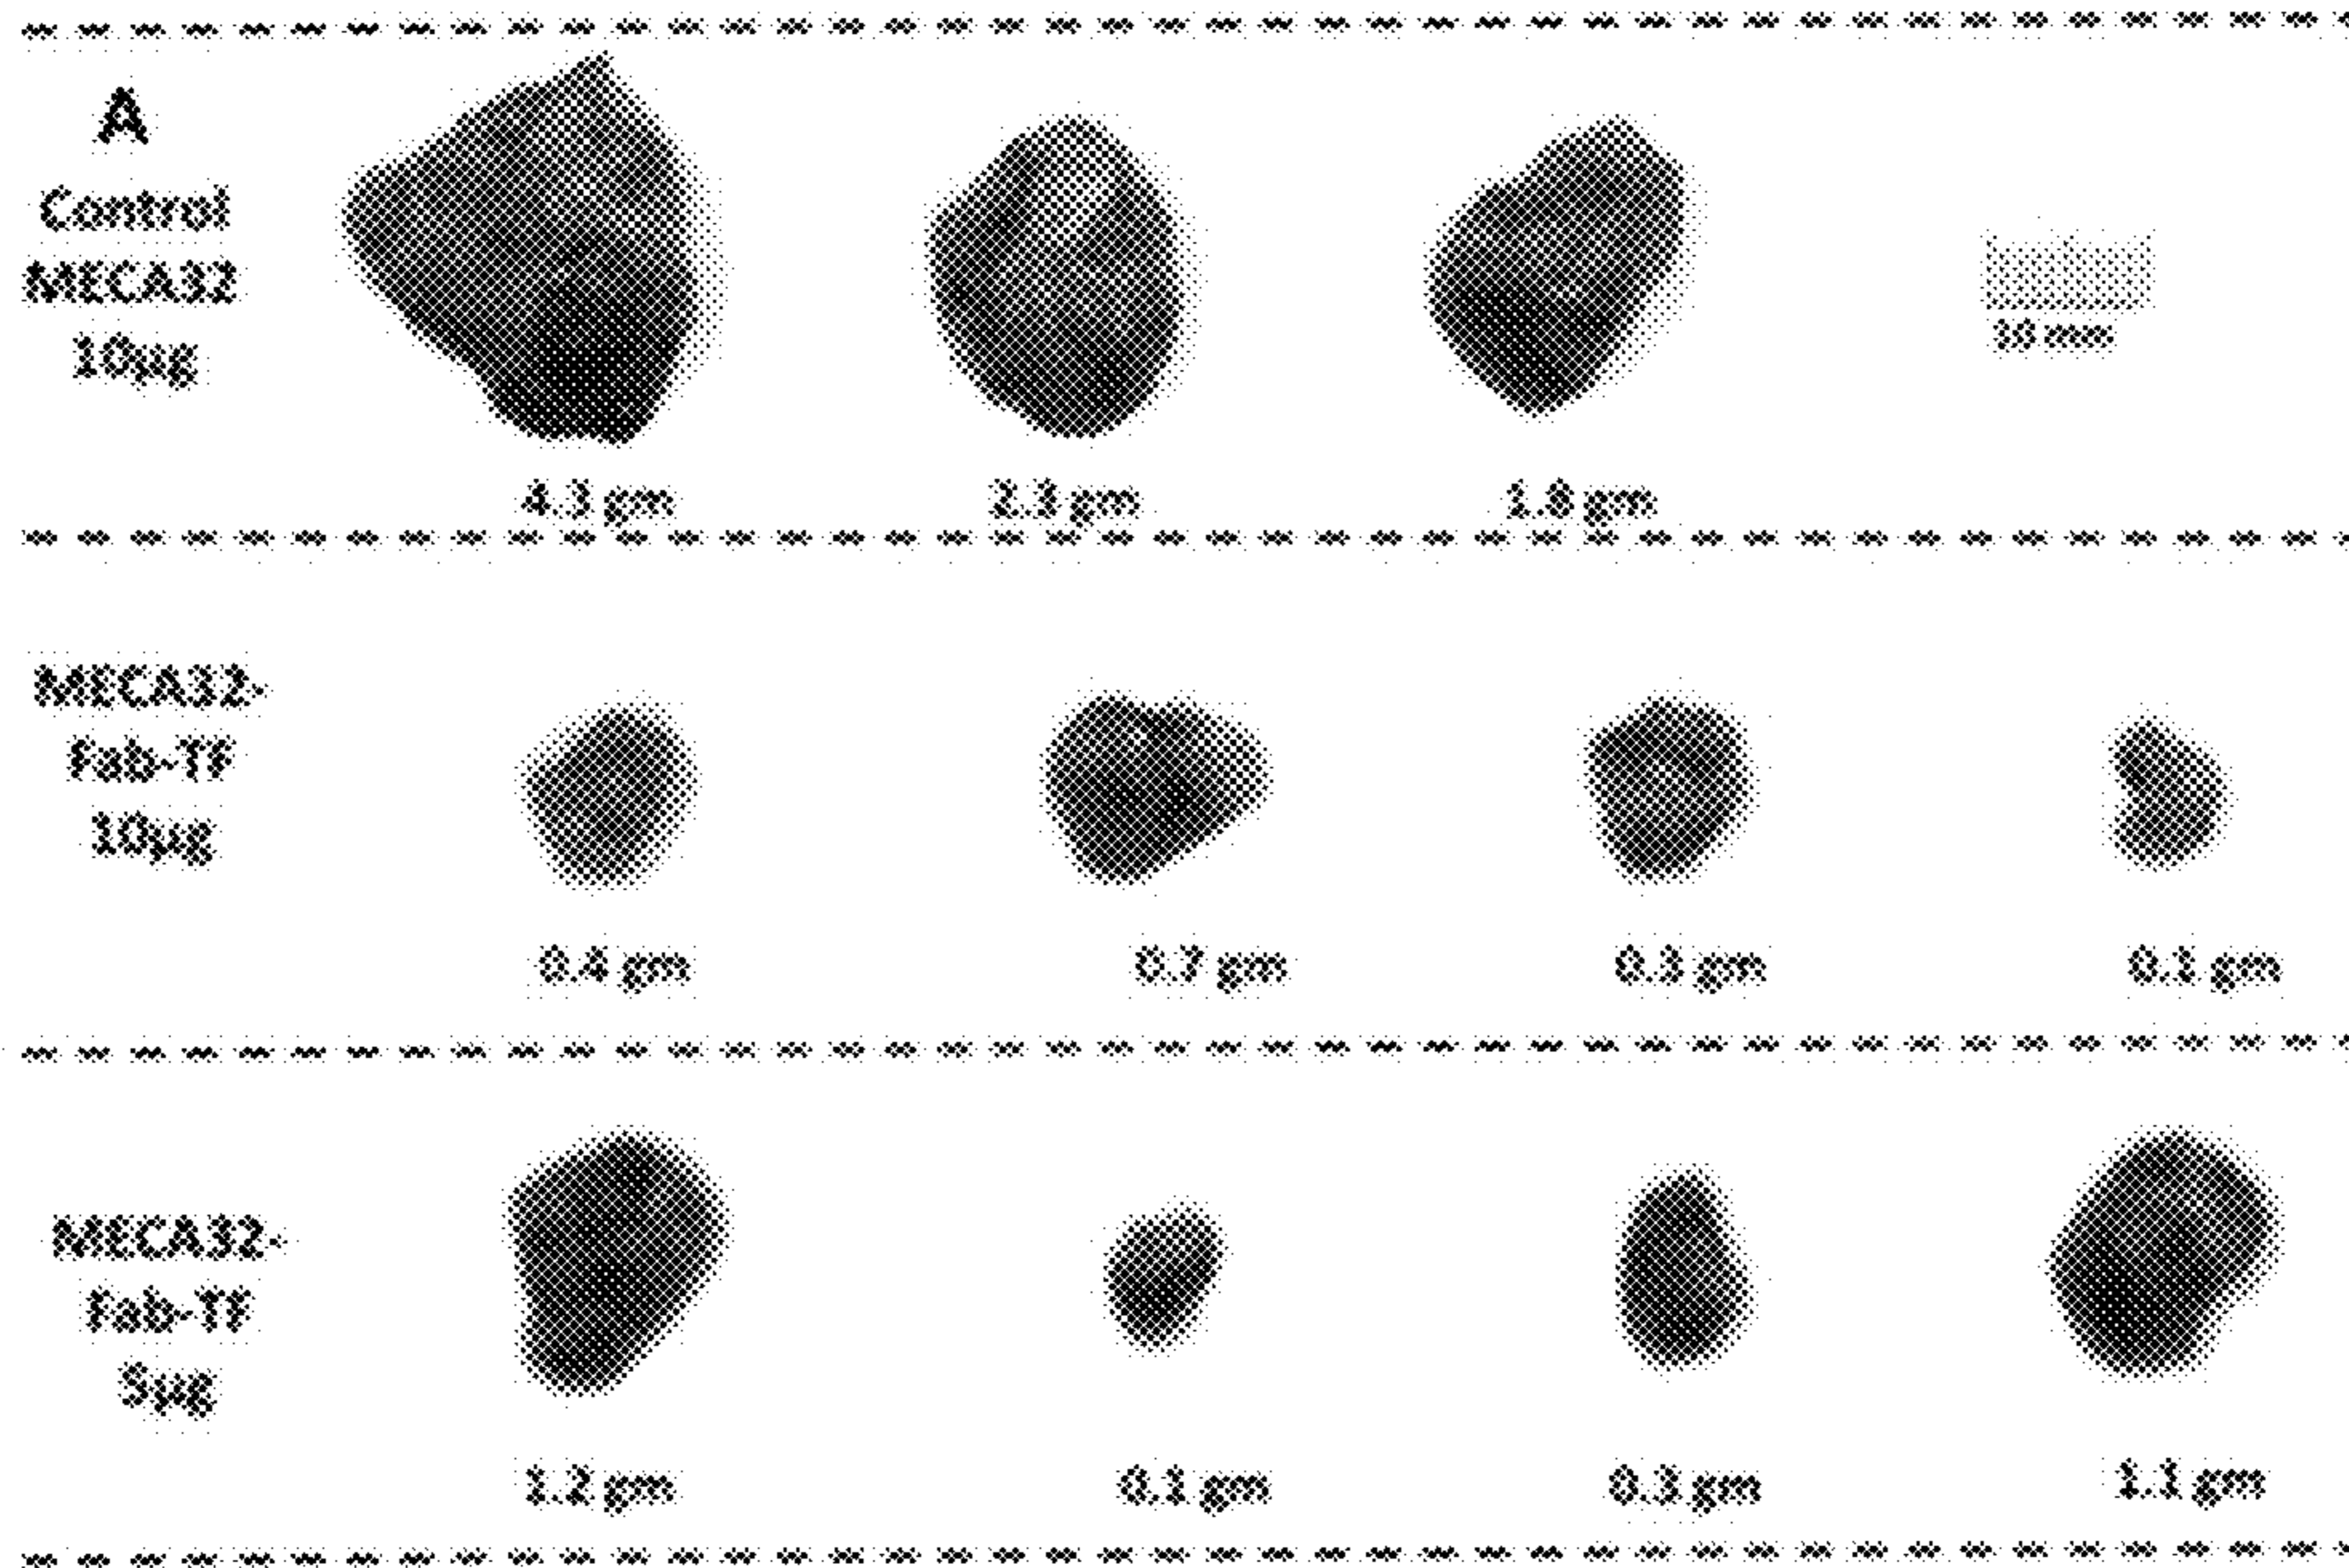 A
Control
MECA32
10µg
10 mm
4.3 gm
2.3 gm
1.8 gm
MECA32-
Fab-TF
10µg
0.4 gm
0.7 gm
0.3 gm
0.1 gm
MECA32-
Fab-TF
5µg
1.2 gm
0.1 gm
0.3 gm
1.1 gm